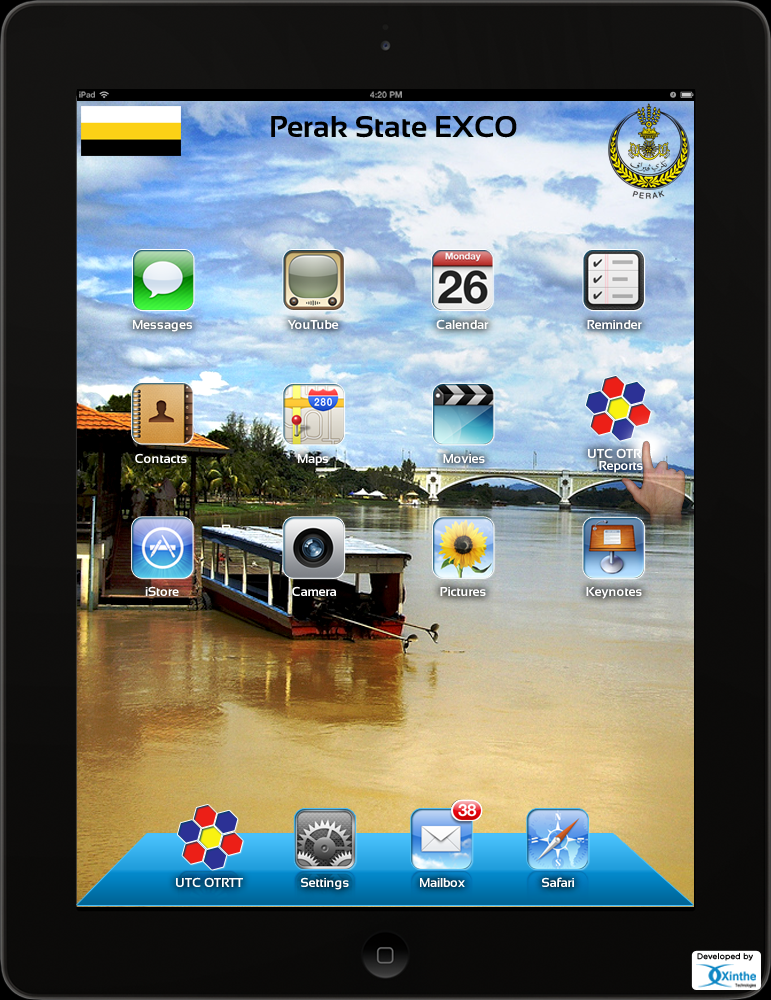 iPad
4:20 PM
Perak State EXCO
PERAK
Monday
26
Messages
YouTube
Calendar
Reminder
280
Contacts
Maps
Movies
UTC OTR
Reports
iStore
Camera
Pictures
Keynotes
38
N
S
UTC OTRTT
Settings
Mailbox
Safari
Developed by
Xinthe
Technologies